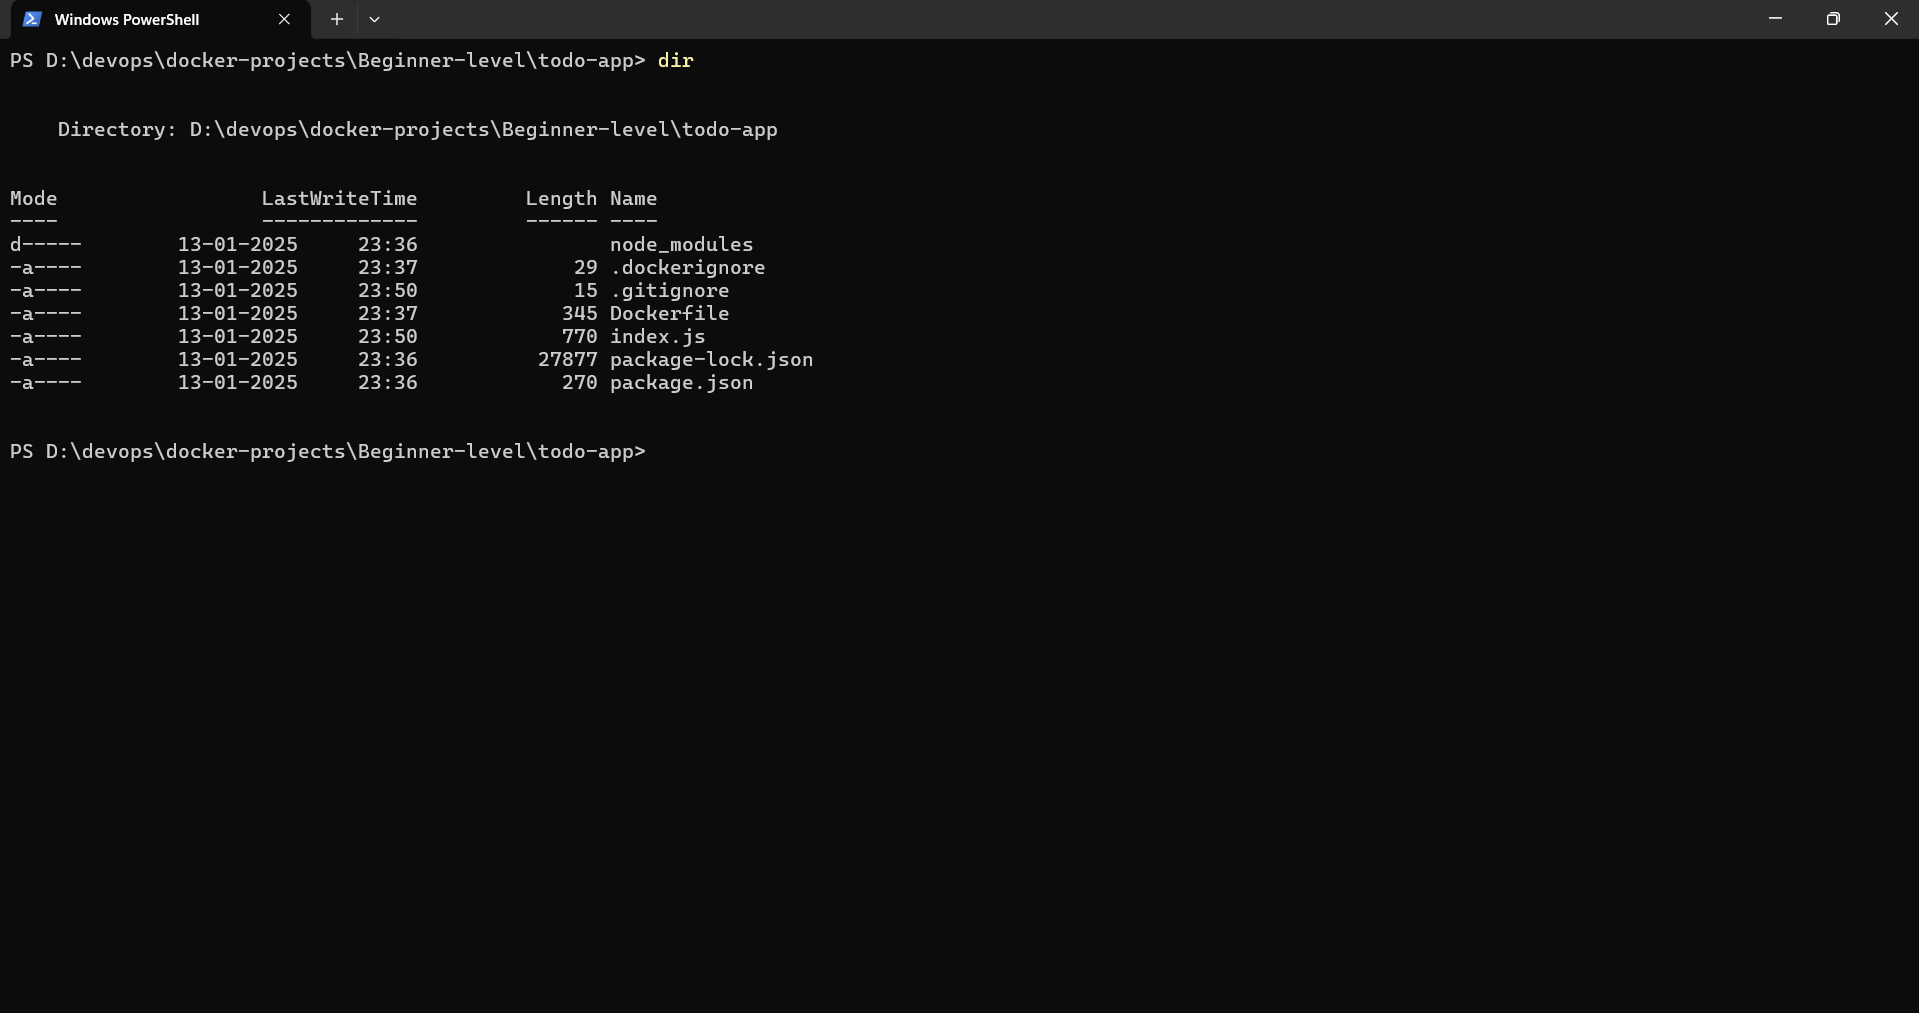 Windows PowerShell
PS D:\devops\docker-projects\Beginner-level\todo-app> dir
Directory: D:\devops\docker-projects\Beginner-level\todo-app
Mode                 LastWriteTime         Length Name
----                 -------------         ------ ----
d-----        13-01-2025     23:36                node_modules
-a----        13-01-2025     23:37             29 .dockerignore
-a----        13-01-2025     23:50             15 .gitignore
-a----        13-01-2025     23:37            345 Dockerfile
-a----        13-01-2025     23:50            770 index.js
-a----        13-01-2025     23:36          27877 package-lock.json
-a----        13-01-2025     23:36            270 package.json
PS D:\devops\docker-projects\Beginner-level\todo-app>